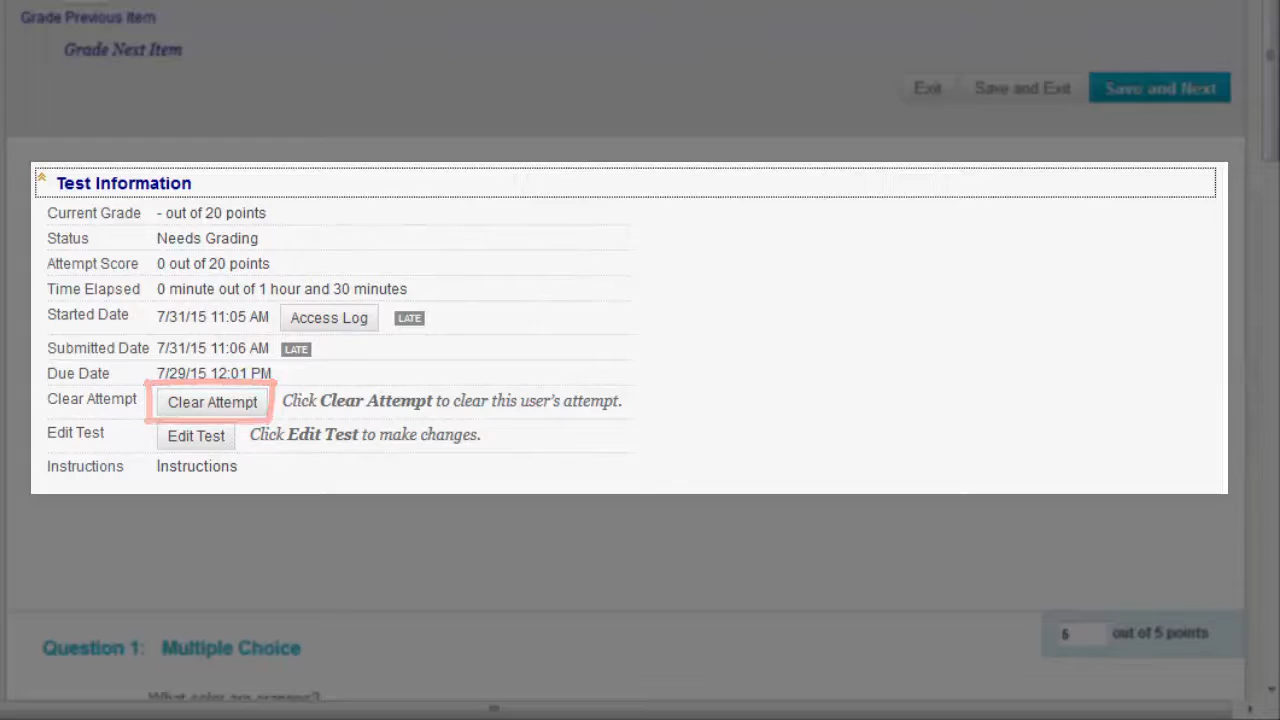 Grade Previous Item
Grade Next Item
Exit Save and Exit Save and Next
Test Information
Current Grade - out of 20 points
Status Needs Grading
Attempt Score 0 out of 20 points
Time Elapsed 0 minute out of 1 hour and 30 minutes
Started Date 7/31/15 11:05 AM Access Log LATE
Submitted Date 7/31/15 11:06 AM LATE
Due Date 7/29/15 12:01 PM
Clear Attempt Clear Attempt Click Clear Attempt to clear this user's attempt.
Edit Test Edit Test Click Edit Test to make changes.
Instructions Instructions
Question 1: Multiple Choice 5 out of 5 points
What color are oranges?